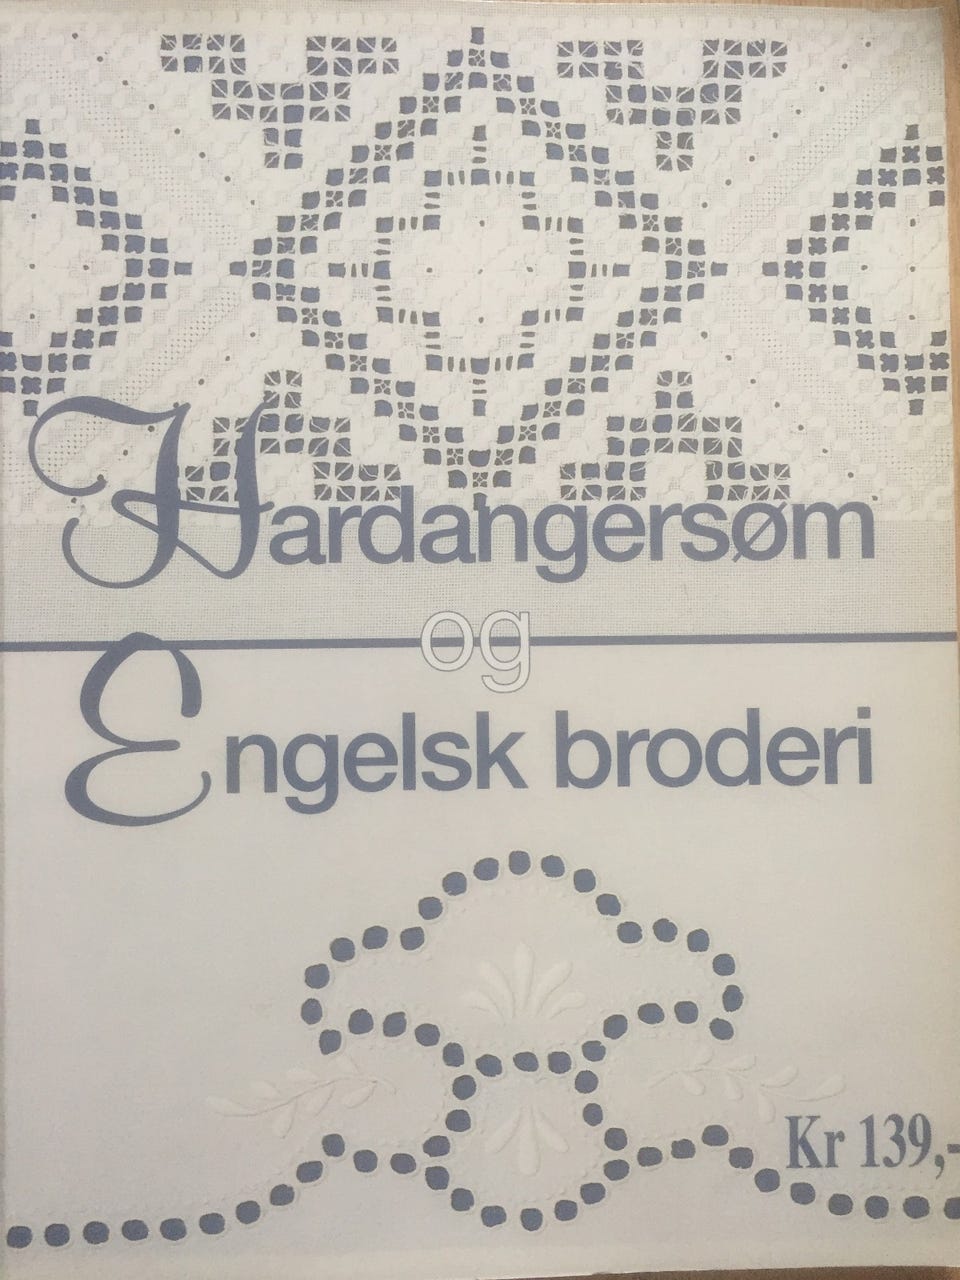 Hardangersøm
og
Engelsk broderi
Kr 139,-